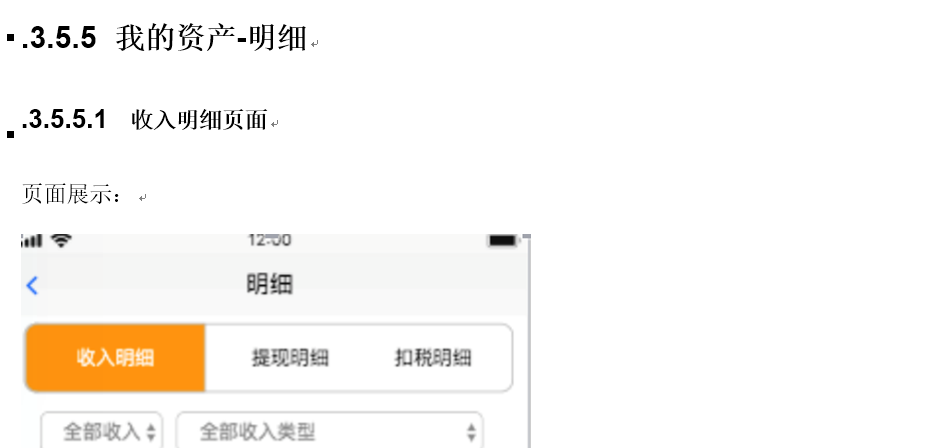 .3.5.5 我的资产-明细
.3.5.5.1 收入明细页面
页面展示：
12:00
明细
收入明细 提现明细 扣税明细
全部收入 全部收入类型